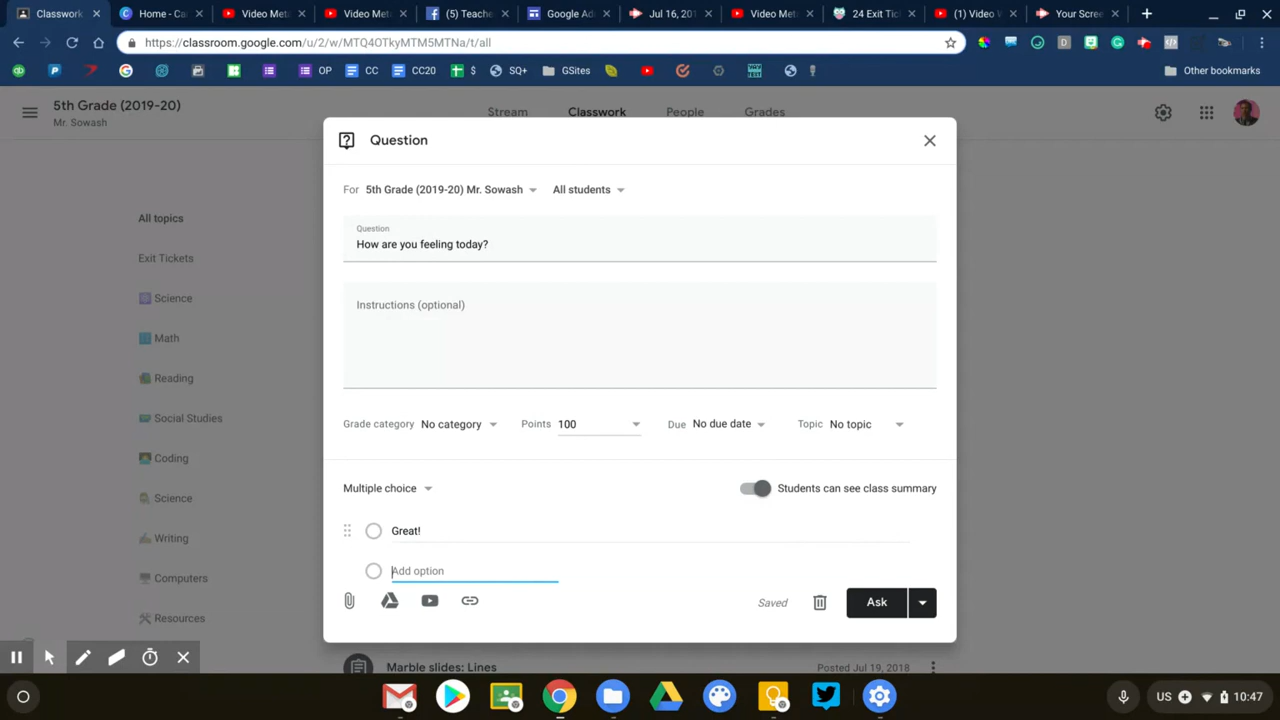 Classwork
Home - Ca
Video Meta
Video Meta
(5) Teache
Google Ad
Jul 16, 201
Video Meta
24 Exit Tic
(1) Video W
Your Scree
https://classroom.google.com/u/2/w/MTQ4OTkyMTM5MTNa/t/all
OP
CC
CC20
$
SQ+
GSites
Other bookmarks
5th Grade (2019-20)
Mr. Sowash
Stream
Classwork
People
Grades
Question
For 5th Grade (2019-20) Mr. Sowash All students
All topics
Exit Tickets
Science
Math
Reading
Social Studies
Coding
Science
Writing
Computers
Resources
Question
How are you feeling today?
Instructions (optional)
Grade category No category Points 100 Due No due date Topic No topic
Multiple choice
Students can see class summary
Great!
Add option
Saved
Ask
Marble slides: Lines
Posted Jul 19, 2018
US
10:47